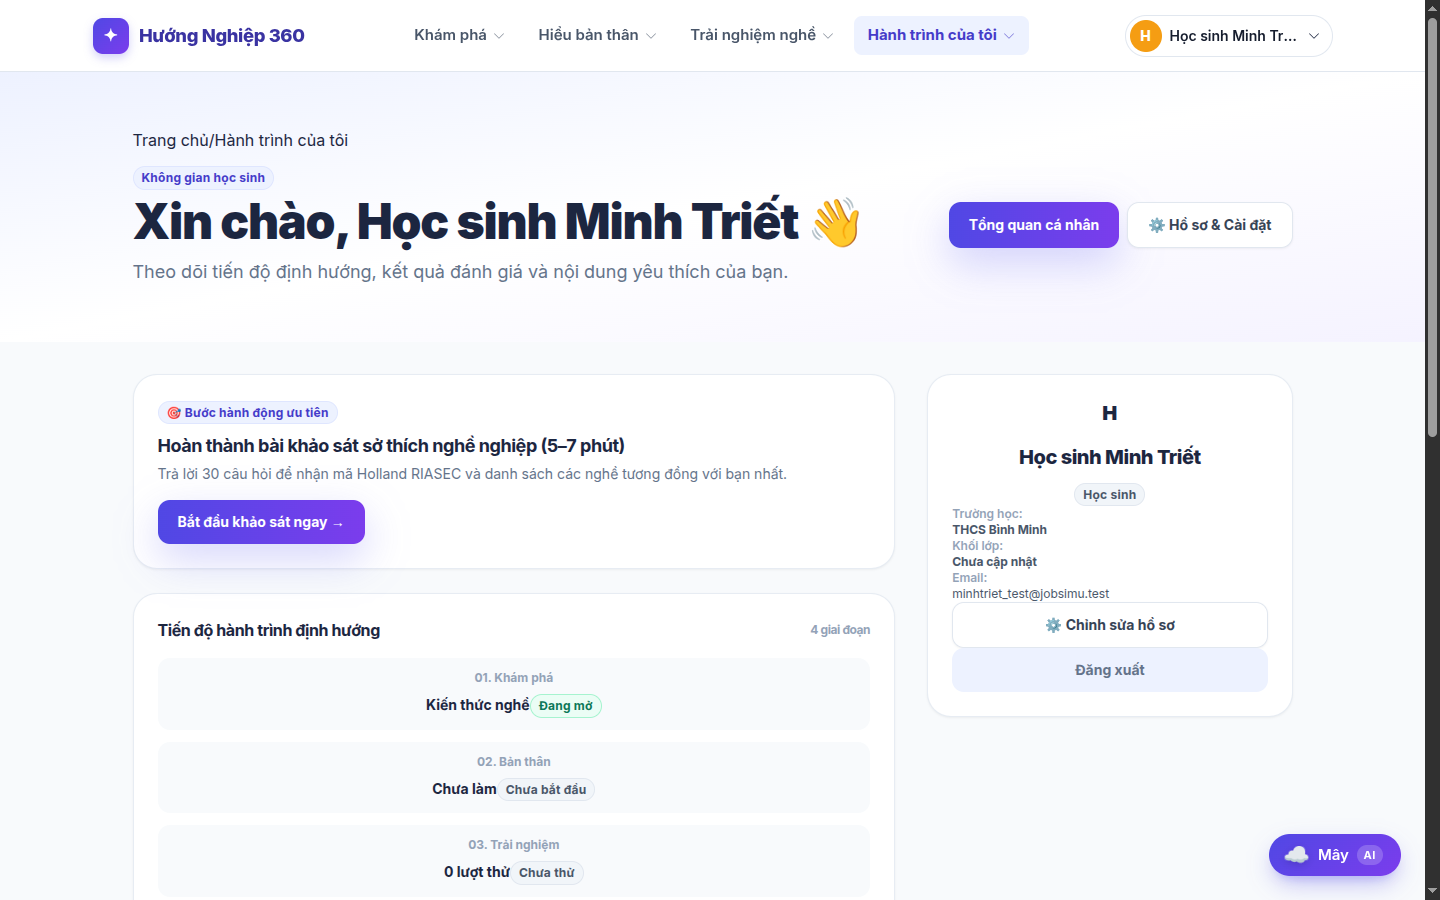 ✦ Hướng Nghiệp 360
Khám phá
Hiểu bản thân
Trải nghiệm nghề
Hành trình của tôi
H Học sinh Minh Tr...
Trang chủ/Hành trình của tôi
Không gian học sinh
Xin chào, Học sinh Minh Triết 👋
Theo dõi tiến độ định hướng, kết quả đánh giá và nội dung yêu thích của bạn.
Tổng quan cá nhân
⚙️ Hồ sơ & Cài đặt
🎯 Bước hành động ưu tiên
Hoàn thành bài khảo sát sở thích nghề nghiệp (5–7 phút)
Trả lời 30 câu hỏi để nhận mã Holland RIASEC và danh sách các nghề tương đồng với bạn nhất.
Bắt đầu khảo sát ngay →
Tiến độ hành trình định hướng
4 giai đoạn
01. Khám phá
Kiến thức nghề Đang mở
02. Bản thân
Chưa làm Chưa bắt đầu
03. Trải nghiệm
0 lượt thử Chưa thử
H
Học sinh Minh Triết
Học sinh
Trường học:
THCS Bình Minh
Khối lớp:
Chưa cập nhật
Email:
minhtriet_test@jobsimu.test
⚙️ Chỉnh sửa hồ sơ
Đăng xuất
☁️ Mây AI